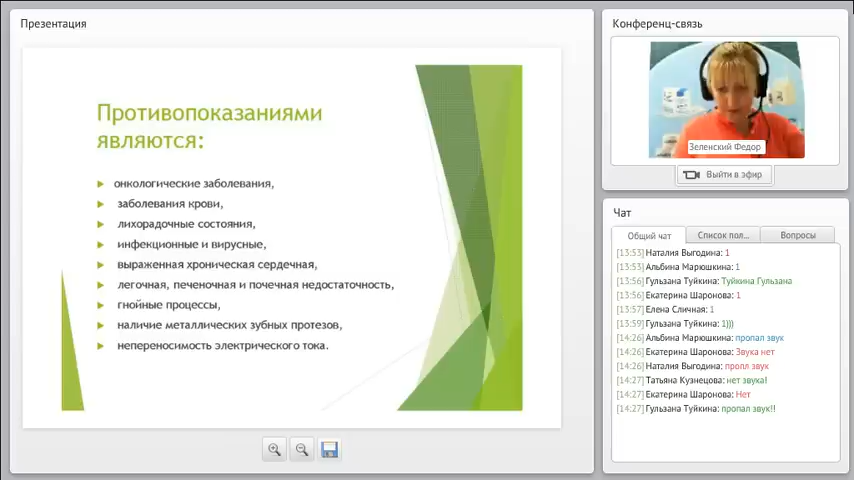 Презентация
Противопоказаниями
являются:
онкологические заболевания,
заболевания крови,
лихорадочные состояния,
инфекционные и вирусные,
выраженная хроническая сердечная,
легочная, печеночная и почечная недостаточность,
гнойные процессы,
наличие металлических зубных протезов,
непереносимость электрического тока.
Конференц-связь
Зеленский Федор
Выйти в эфир
Чат
Общий чат
Список пол...
Вопросы
[13:53] Наталия Выгодина: 1
[13:53] Альбина Марюшкина: 1
[13:56] Гульзана Туйкина: Туйкина Гульзана
[13:56] Екатерина Шаронова: 1
[13:57] Елена Сличная: 1
[13:59] Гульзана Туйкина: 1)))
[14:26] Альбина Марюшкина: пропал звук
[14:26] Екатерина Шаронова: Звука нет
[14:26] Наталия Выгодина: пропл звук
[14:27] Татьяна Кузнецова: нет звука!
[14:27] Екатерина Шаронова: Нет
[14:27] Гульзана Туйкина: пропал звук!!